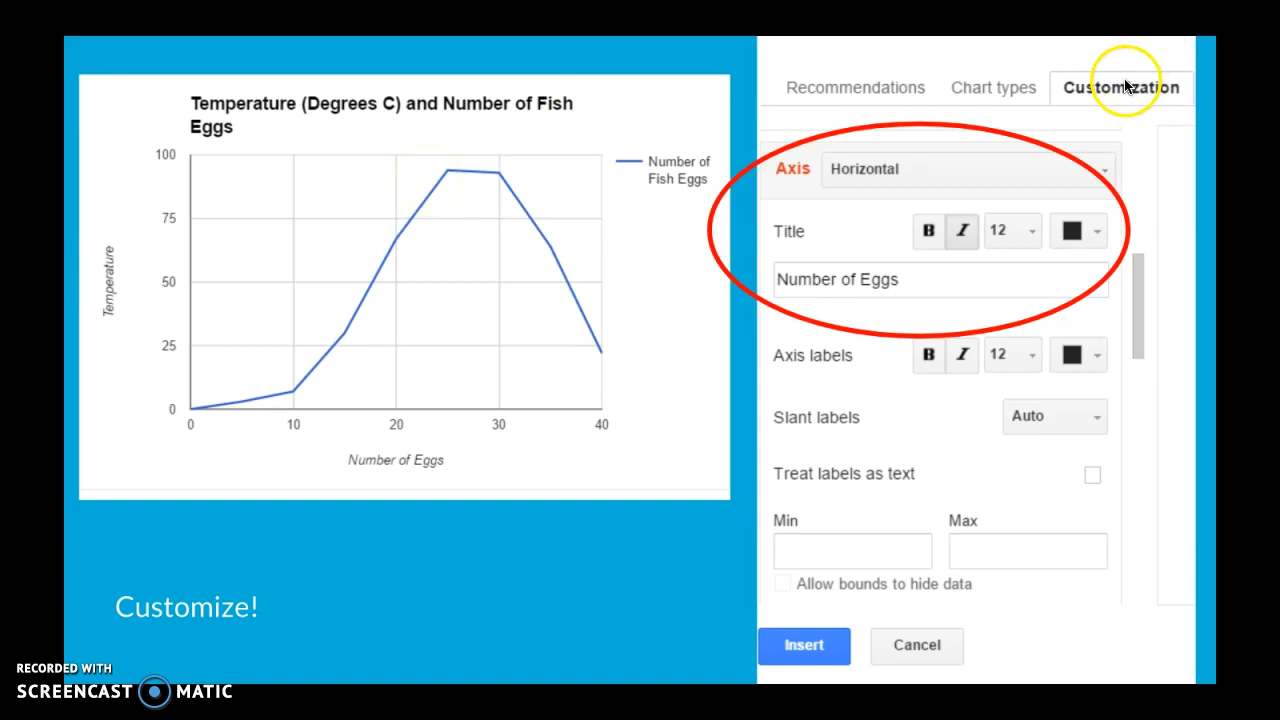 Temperature (Degrees C) and Number of Fish
Eggs
100
75
50
25
0
Temperature
0 10 20 30 40
Number of Eggs
Number of
Fish Eggs
Customize!
Recommendations Chart types Customization
Axis Horizontal
Title B I 12
Number of Eggs
Axis labels B I 12
Slant labels Auto
Treat labels as text
Min Max
Allow bounds to hide data
Insert Cancel
RECORDED WITH
SCREENCAST MATIC